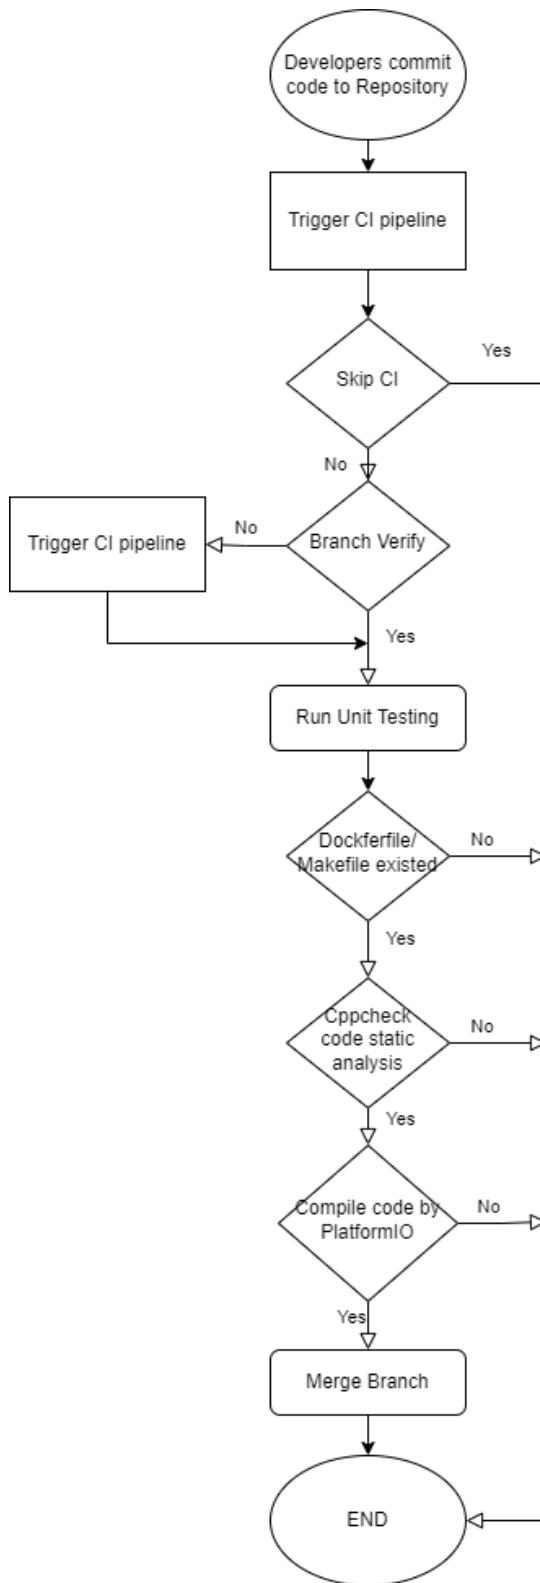 Developers commit
code to Repository
Trigger CI pipeline
Yes
Skip CI
No
No
Trigger CI pipeline
Branch Verify
Yes
Run Unit Testing
Dockferfile/
Makefile existed
No
Yes
Cppcheck
code static
analysis
No
Yes
Compile code by
PlatformIO
No
Yes
Merge Branch
END